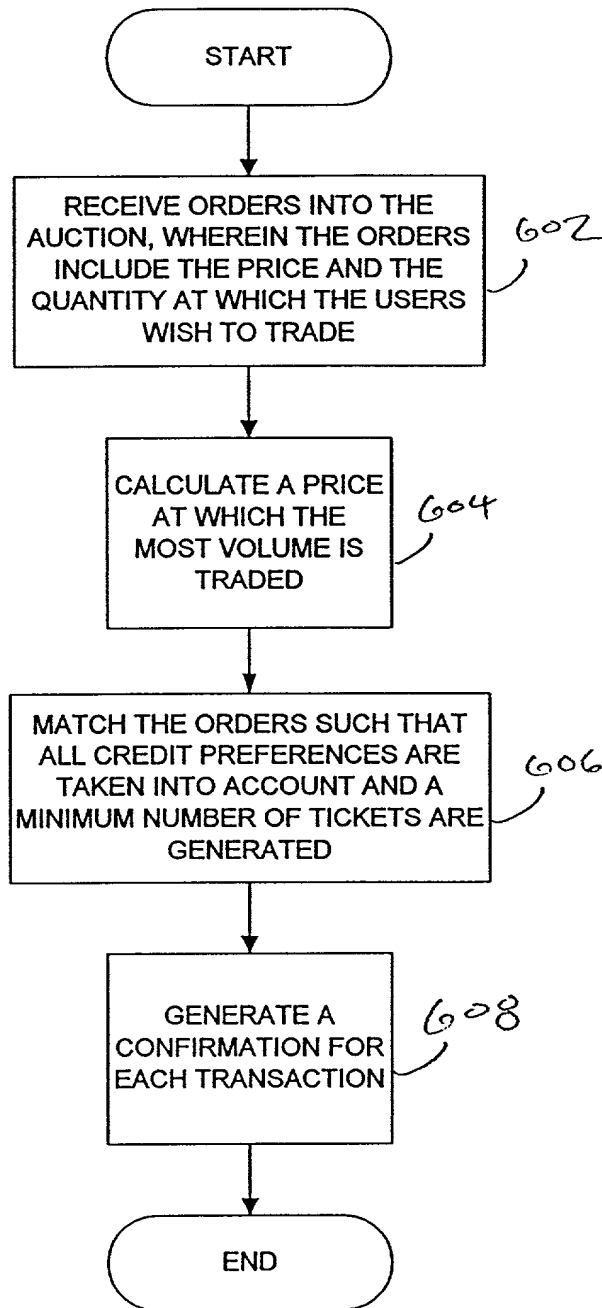 START
RECEIVE ORDERS INTO THE
AUCTION, WHEREIN THE ORDERS
INCLUDE THE PRICE AND THE
QUANTITY AT WHICH THE USERS
WISH TO TRADE
602
CALCULATE A PRICE
AT WHICH THE
MOST VOLUME IS
TRADED
604
MATCH THE ORDERS SUCH THAT
ALL CREDIT PREFERENCES ARE
TAKEN INTO ACCOUNT AND A
MINIMUM NUMBER OF TICKETS ARE
GENERATED
606
GENERATE A
CONFIRMATION FOR
EACH TRANSACTION
608
END